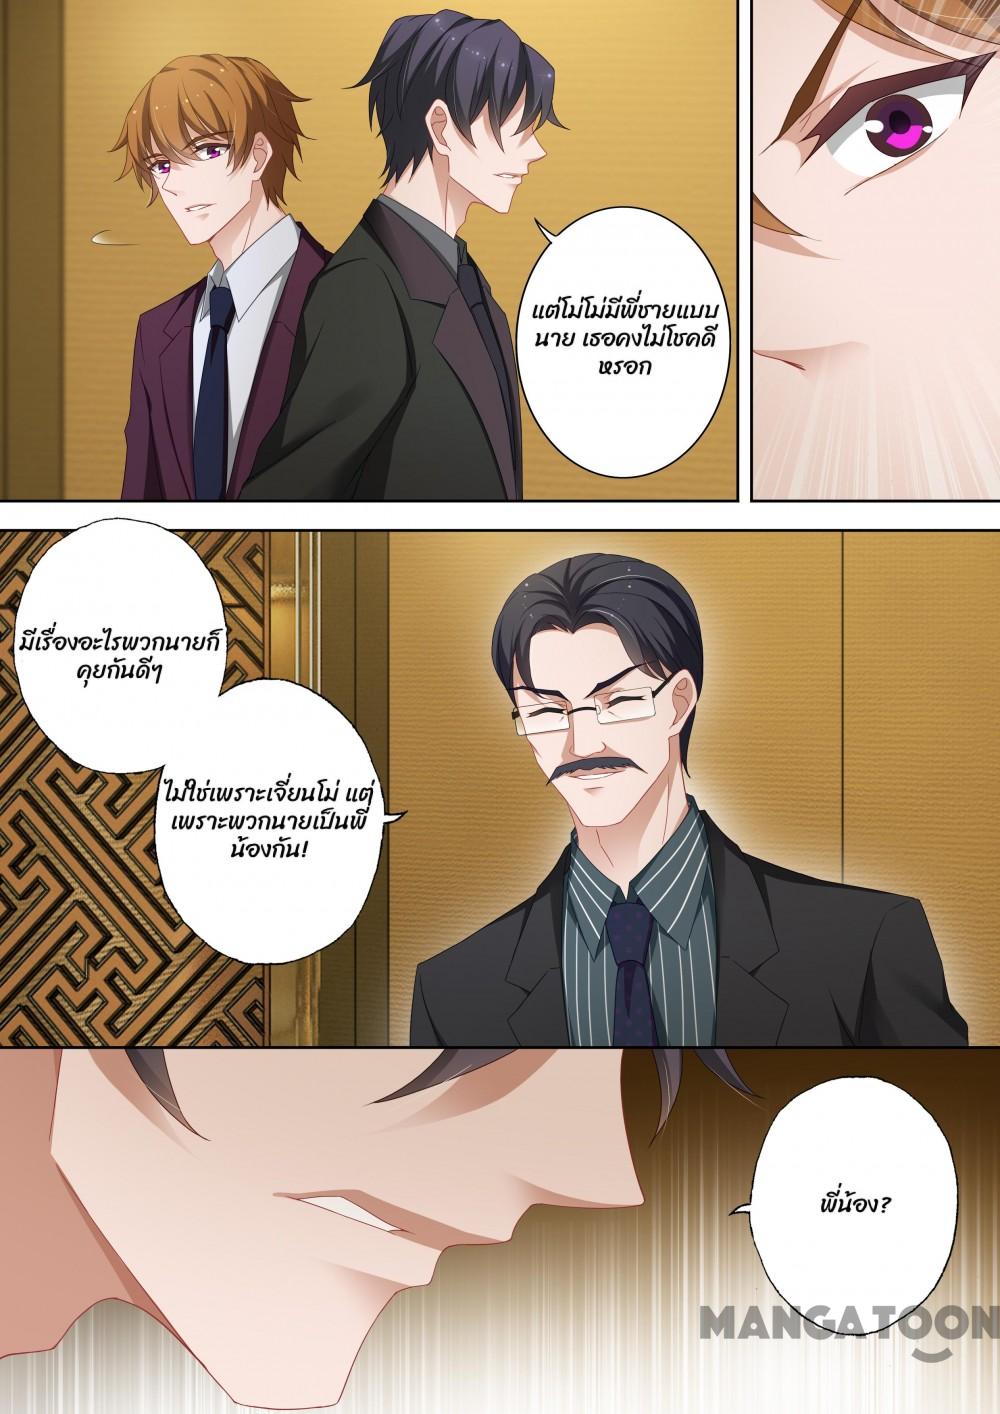 แต่โม่โม่มีพี่ชายแบบ
นาย เธอคงไม่โชคดี
หรอก
มีเรื่องอะไรพวกนายก็
คุยกันดีๆ
ไม่ใช่เพราะเจี่ยนโม่ แต่
เพราะพวกนายเป็นพี่
น้องกัน!
พี่น้อง?
MANGATOON